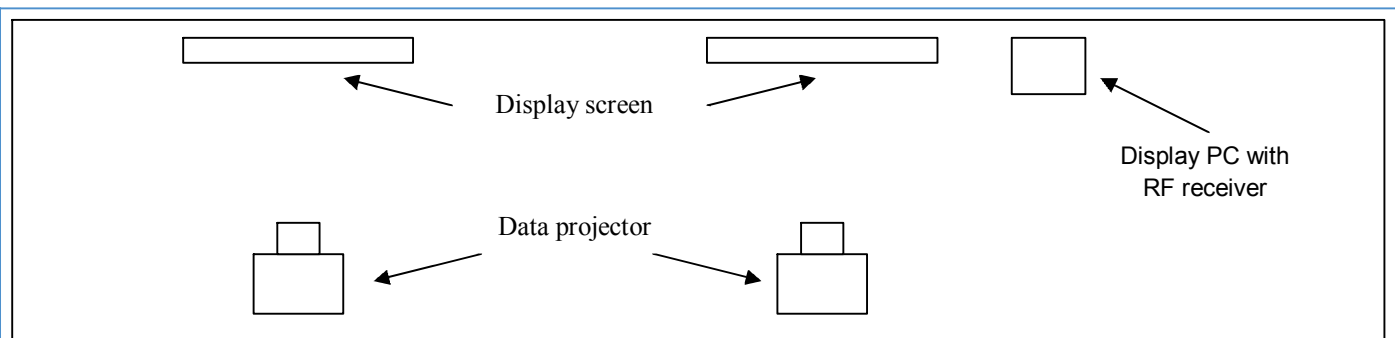 Display screen
Display PC with
RF receiver
Data projector